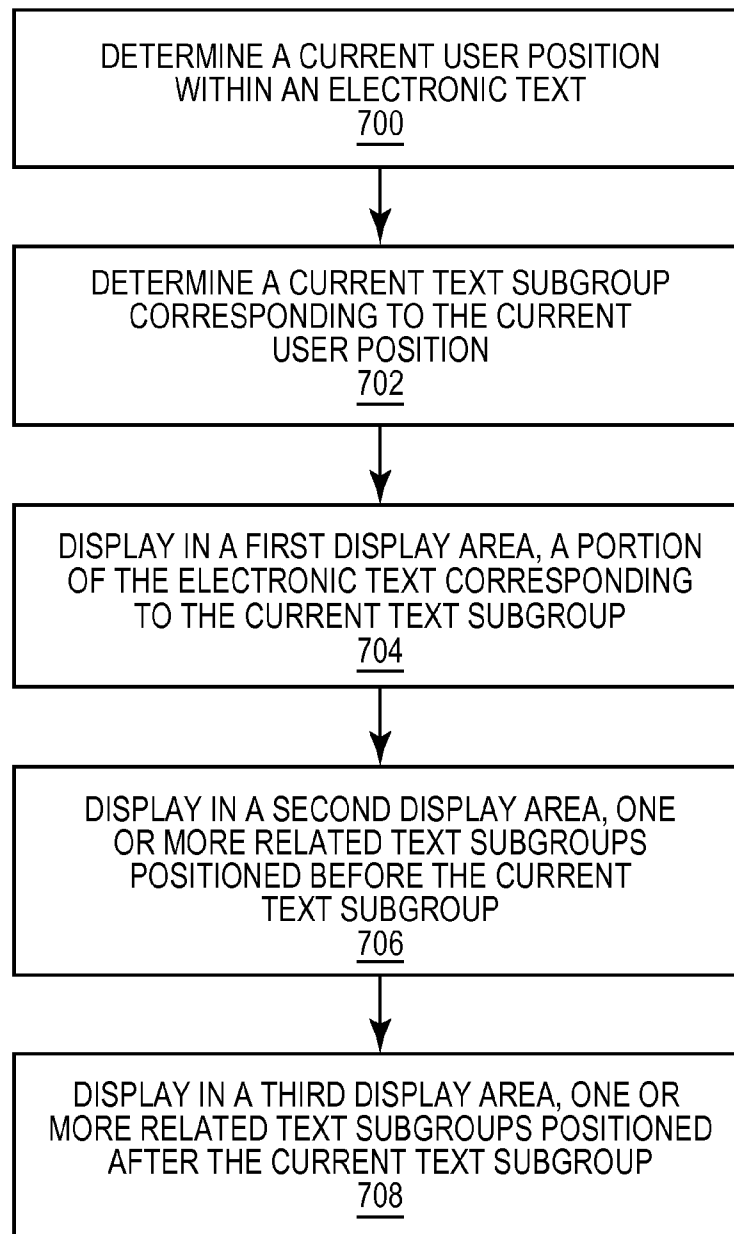 DETERMINE A CURRENT USER POSITION
WITHIN AN ELECTRONIC TEXT
700
DETERMINE A CURRENT TEXT SUBGROUP
CORRESPONDING TO THE CURRENT
USER POSITION
702
DISPLAY IN A FIRST DISPLAY AREA, A PORTION
OF THE ELECTRONIC TEXT CORRESPONDING
TO THE CURRENT TEXT SUBGROUP
704
DISPLAY IN A SECOND DISPLAY AREA, ONE
OR MORE RELATED TEXT SUBGROUPS
POSITIONED BEFORE THE CURRENT
TEXT SUBGROUP
706
DISPLAY IN A THIRD DISPLAY AREA, ONE OR
MORE RELATED TEXT SUBGROUPS POSITIONED
AFTER THE CURRENT TEXT SUBGROUP
708